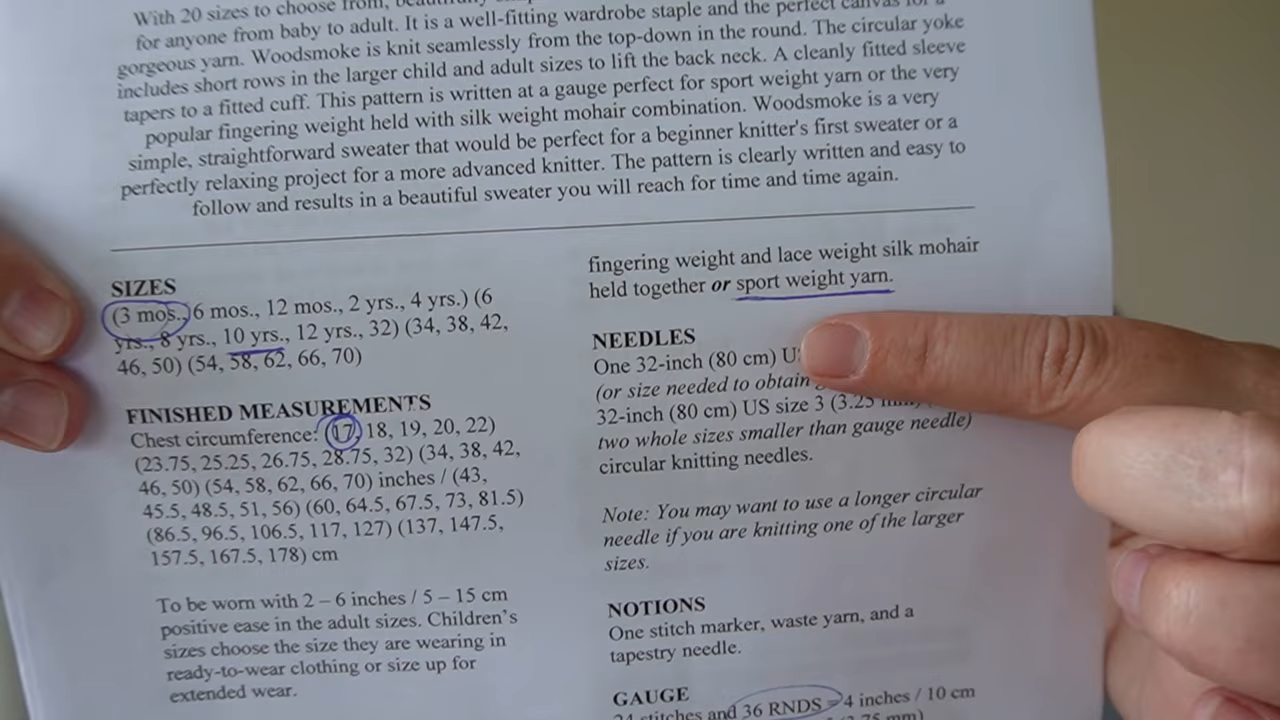 With 20 sizes to choose from,
for anyone from baby to adult. It is a well-fitting wardrobe staple and the perfect canvas for a
gorgeous yarn. Woodsmoke is knit seamlessly from the top-down in the round. The circular yoke
includes short rows in the larger child and adult sizes to lift the back neck. A cleanly fitted sleeve
tapers to a fitted cuff. This pattern is written at a gauge perfect for sport weight yarn or the very
popular fingering weight held with silk weight mohair combination. Woodsmoke is a very
simple, straightforward sweater that would be perfect for a beginner knitter's first sweater or a
perfectly relaxing project for a more advanced knitter. The pattern is clearly written and easy to
follow and results in a beautiful sweater you will reach for time and time again.
SIZES
(3 mos., 6 mos., 12 mos., 2 yrs., 4 yrs.) (6
yrs., 8 yrs., 10 yrs., 12 yrs., 32) (34, 38, 42,
46, 50) (54, 58, 62, 66, 70)
FINISHED MEASUREMENTS
Chest circumference: (17, 18, 19, 20, 22)
(23.75, 25.25, 26.75, 28.75, 32) (34, 38, 42,
46, 50) (54, 58, 62, 66, 70) inches / (43,
45.5, 48.5, 51, 56) (60, 64.5, 67.5, 73, 81.5)
(86.5, 96.5, 106.5, 117, 127) (137, 147.5,
157.5, 167.5, 178) cm
To be worn with 2 – 6 inches / 5 – 15 cm
positive ease in the adult sizes. Children's
sizes choose the size they are wearing in
ready-to-wear clothing or size up for
extended wear.
fingering weight and lace weight silk mohair
held together or sport weight yarn.
NEEDLES
One 32-inch (80 cm)
(or size needed to obtain
32-inch (80 cm) US size 3 (3.25
two whole sizes smaller than gauge needle)
circular knitting needles.
Note: You may want to use a longer circular
needle if you are knitting one of the larger
sizes.
NOTIONS
One stitch marker, waste yarn, and a
tapestry needle.
GAUGE
stitches and 36 RNDS = 4 inches / 10 cm